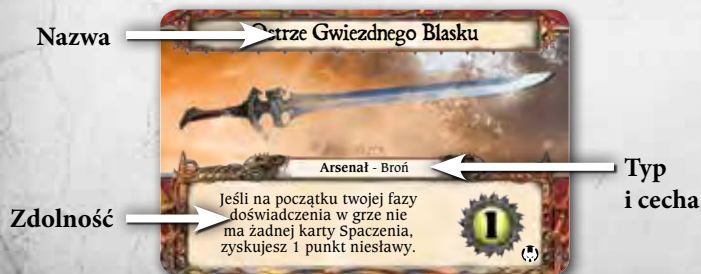 Nazwa
Ostrze Gwiezdnego Blasku
Arsenał - Broń
Typ
i cecha
Zdolność
Jeśli na początku twojej fazy
doświadczenia w grze nie
ma żadnej karty Spaczenia,
zyskujesz 1 punkt niesławy.
1